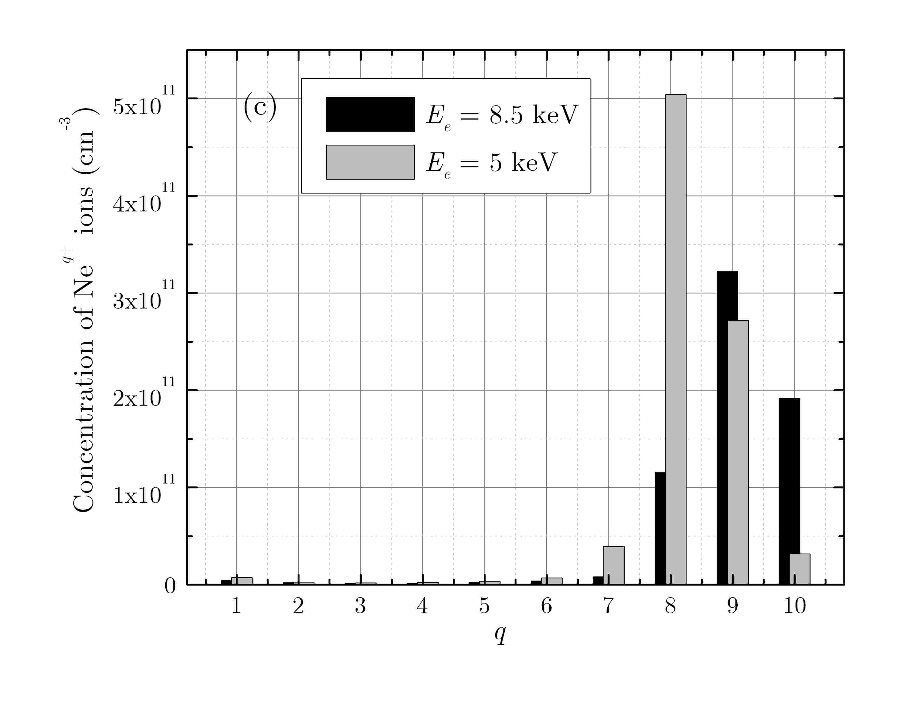 (c)
E_e = 8.5 keV
E_e = 5 keV
Concentration of Ne^{q+} ions (cm^{-3})
5x10^{11}
4x10^{11}
3x10^{11}
2x10^{11}
1x10^{11}
0
1 2 3 4 5 6 7 8 9 10
q